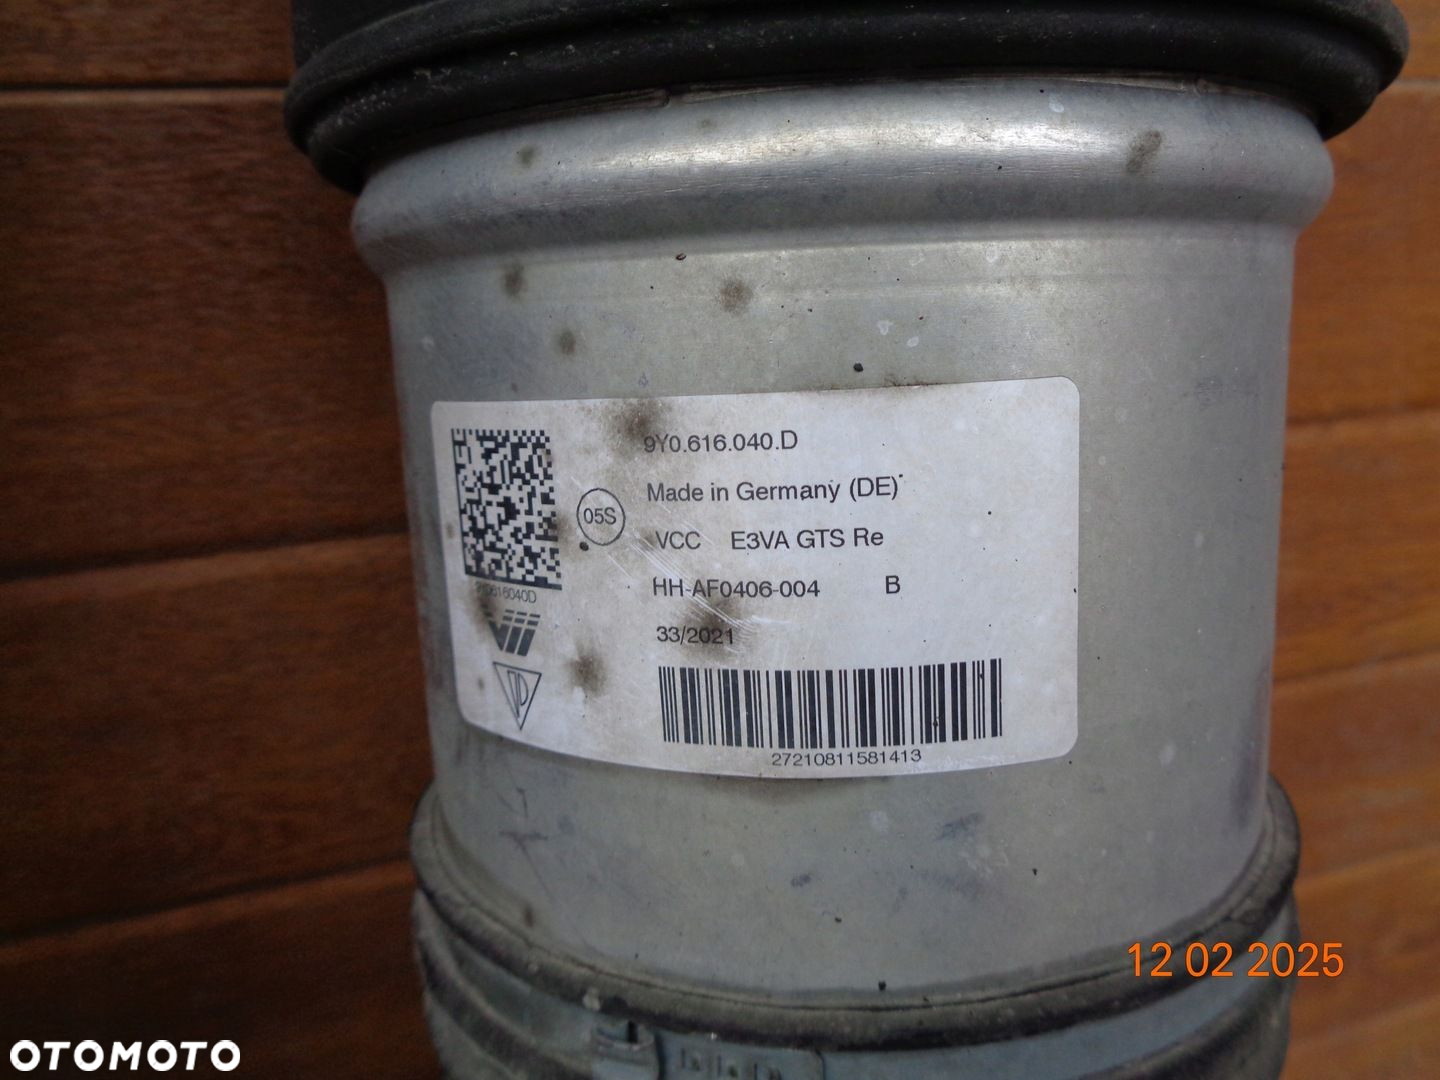 9Y0.616.040.D
Made in Germany (DE)
05S
VCC E3VA GTS Re
HH-AF0406-004 B
9Y0616040D
33/2021
27210811581413
12 02 2025
OTOMOTO